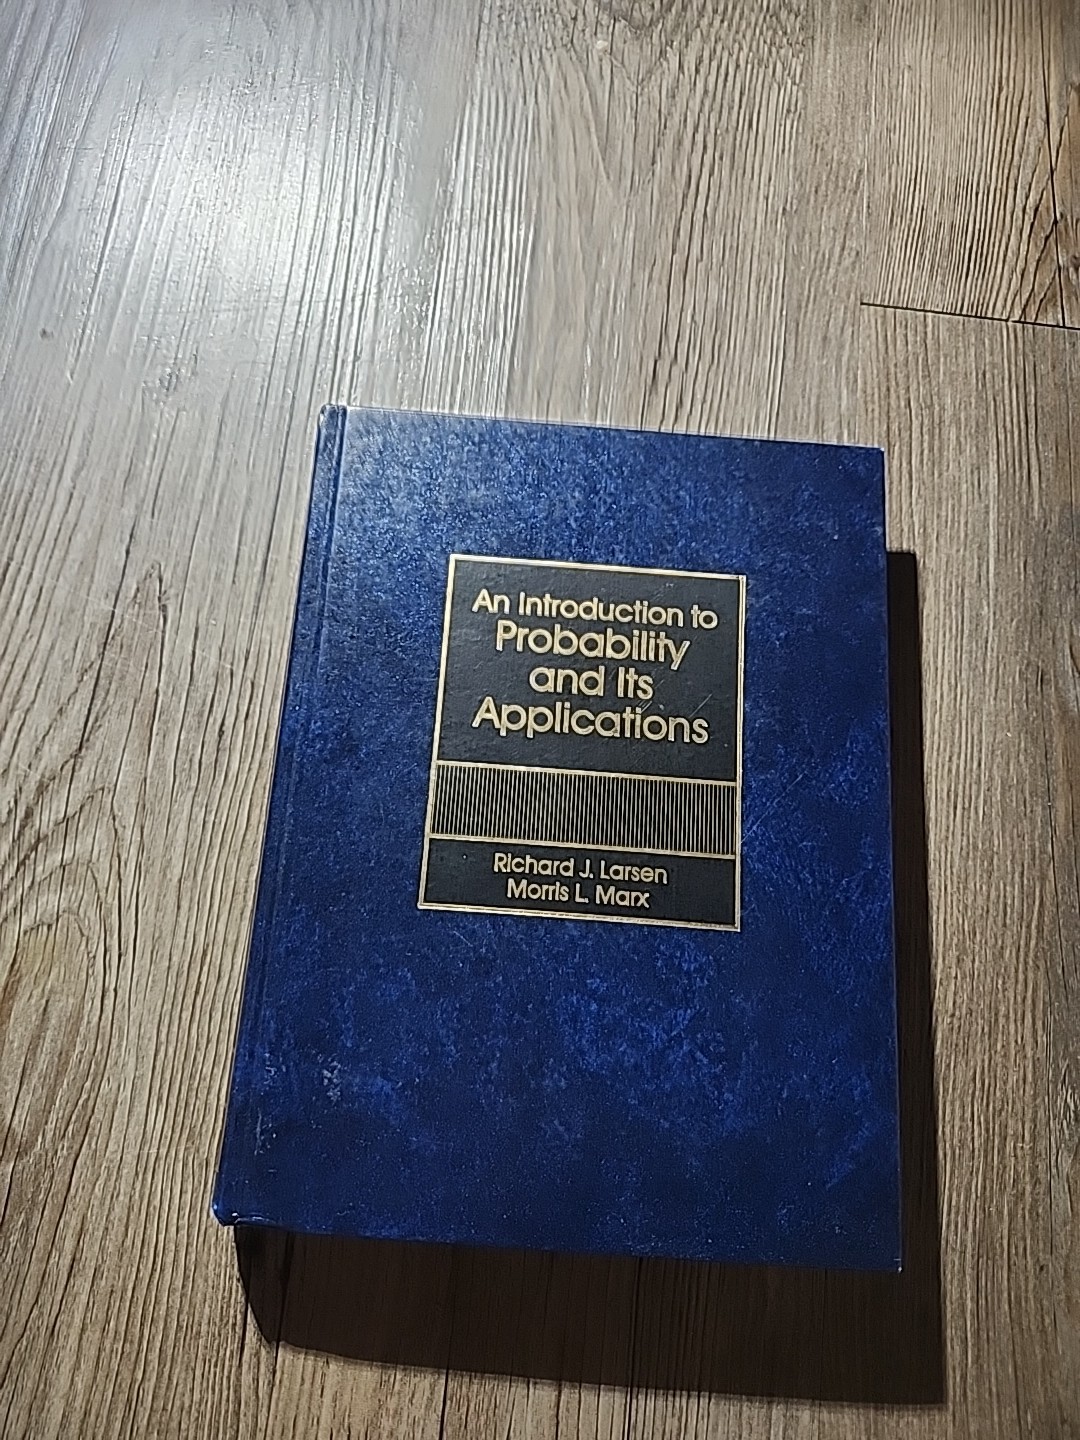 An Introduction to
Probability
and Its
Applications
Richard J. Larsen
Morris L. Marx